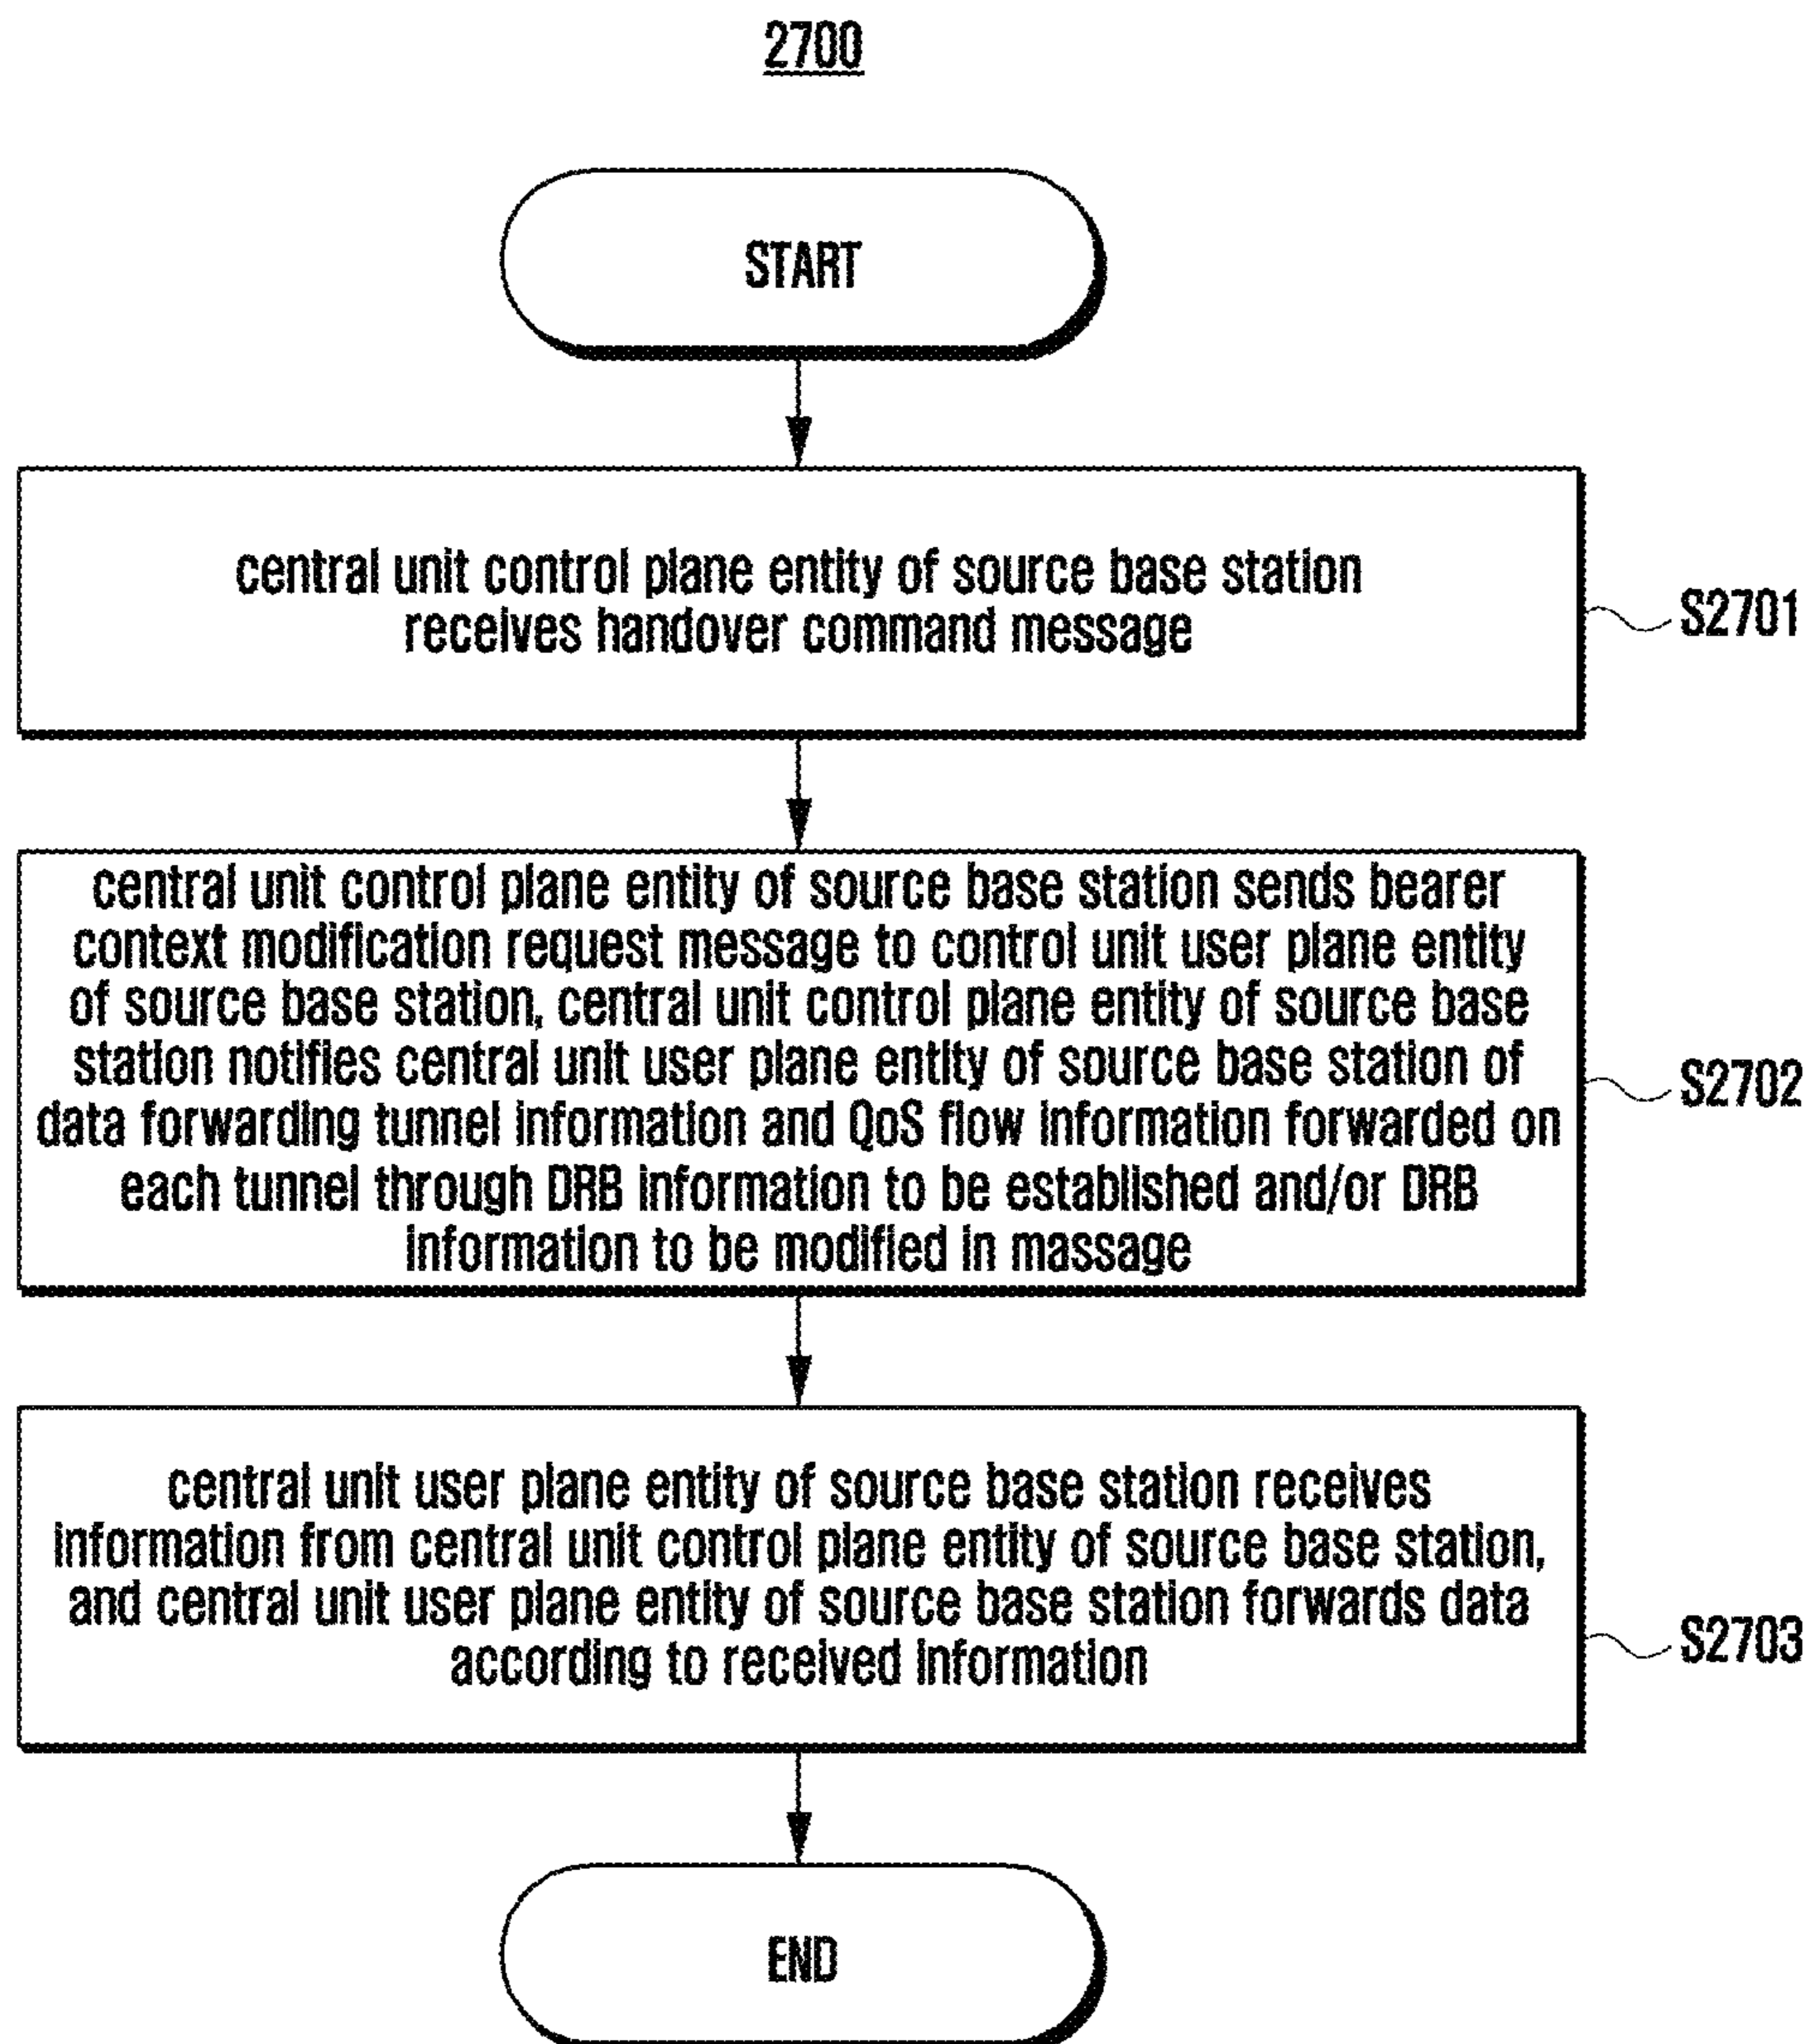 2700
START
central unit control plane entity of source base station
receives handover command message
S2701
central unit control plane entity of source base station sends bearer
context modification request message to control unit user plane entity
of source base station, central unit control plane entity of source base
station notifies central unit user plane entity of source base station of
data forwarding tunnel information and QoS flow information forwarded on
each tunnel through DRB information to be established and/or DRB
information to be modified in massage
S2702
central unit user plane entity of source base station receives
information from central unit control plane entity of source base station,
and central unit user plane entity of source base station forwards data
according to received information
S2703
END